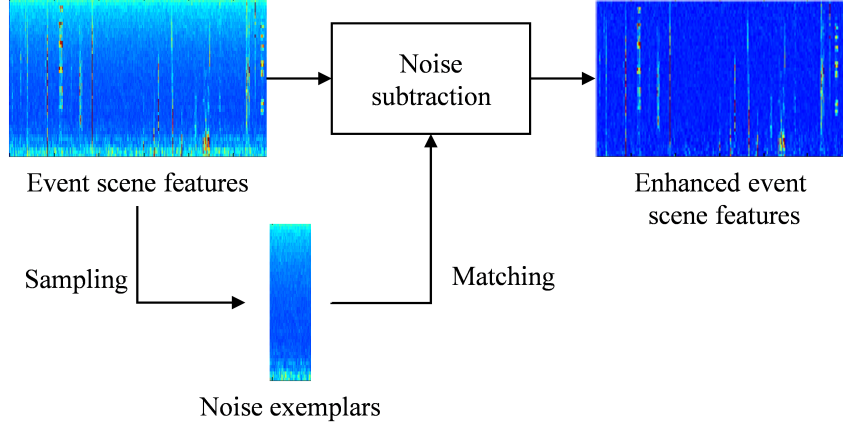 Noise
subtraction
Event scene features
Enhanced event
scene features
Sampling
Matching
Noise exemplars